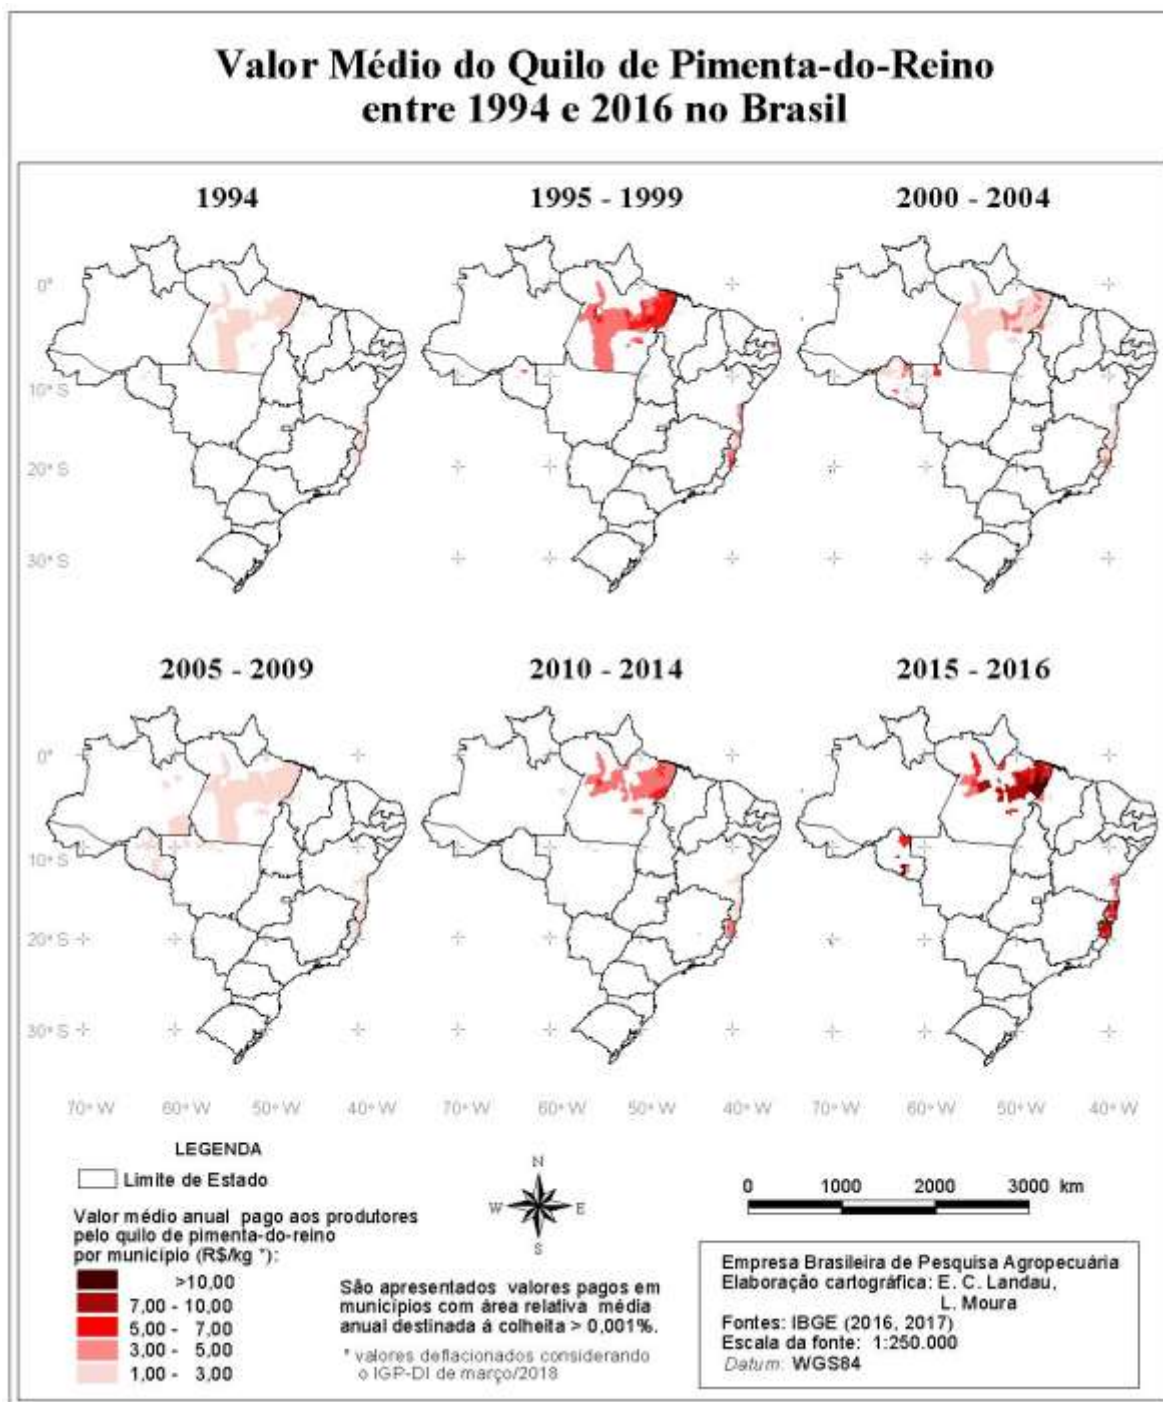 Valor Médio do Quilo de Pimenta-do-Reino
entre 1994 e 2016 no Brasil
1994
1995 - 1999
2000 - 2004
0°
10° S
20° S
30° S
2005 - 2009
2010 - 2014
2015 - 2016
0°
10° S
20° S
30° S
70° W 60° W 50° W 40° W
60° W 50° W 40° W
70° W 60° W 50° W 40° W
LEGENDA
Limite de Estado
Valor médio anual pago aos produtores
pelo quilo de pimenta-do-reino
por município (R$/kg *):
>10,00
7,00 - 10,00
5,00 - 7,00
3,00 - 5,00
1,00 - 3,00
N
W E
S
São apresentados valores pagos em
municípios com área relativa média
anual destinada á colheita > 0,001%.
* valores deflacionados considerando
o IGP-DI de março/2018
0 1000 2000 3000 km
Empresa Brasileira de Pesquisa Agropecuária
Elaboração cartográfica: E. C. Landau,
L. Moura
Fontes: IBGE (2016, 2017)
Escala da fonte: 1:250.000
Datum: WGS84